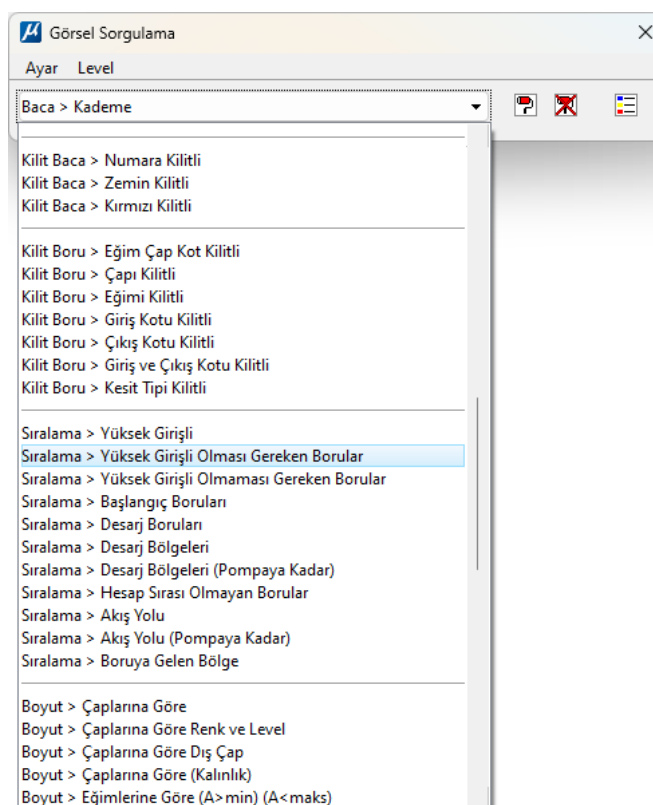 Görsel Sorgulama
Ayar Level
Baca > Kademe
Kilit Baca > Numara Kilitli
Kilit Baca > Zemin Kilitli
Kilit Baca > Kırmızı Kilitli
Kilit Boru > Eğim Çap Kot Kilitli
Kilit Boru > Çapı Kilitli
Kilit Boru > Eğimi Kilitli
Kilit Boru > Giriş Kotu Kilitli
Kilit Boru > Çıkış Kotu Kilitli
Kilit Boru > Giriş ve Çıkış Kotu Kilitli
Kilit Boru > Kesit Tipi Kilitli
Sıralama > Yüksek Girişli
Sıralama > Yüksek Girişli Olması Gereken Borular
Sıralama > Yüksek Girişli Olmaması Gereken Borular
Sıralama > Başlangıç Boruları
Sıralama > Desarj Boruları
Sıralama > Desarj Bölgeleri
Sıralama > Desarj Bölgeleri (Pompaya Kadar)
Sıralama > Hesap Sırası Olmayan Borular
Sıralama > Akış Yolu
Sıralama > Akış Yolu (Pompaya Kadar)
Sıralama > Boruya Gelen Bölge
Boyut > Çaplarına Göre
Boyut > Çaplarına Göre Renk ve Level
Boyut > Çaplarına Göre Dış Çap
Boyut > Çaplarına Göre (Kalınlık)
Boyut > Eğimlerine Göre (A>min) (A<maks)